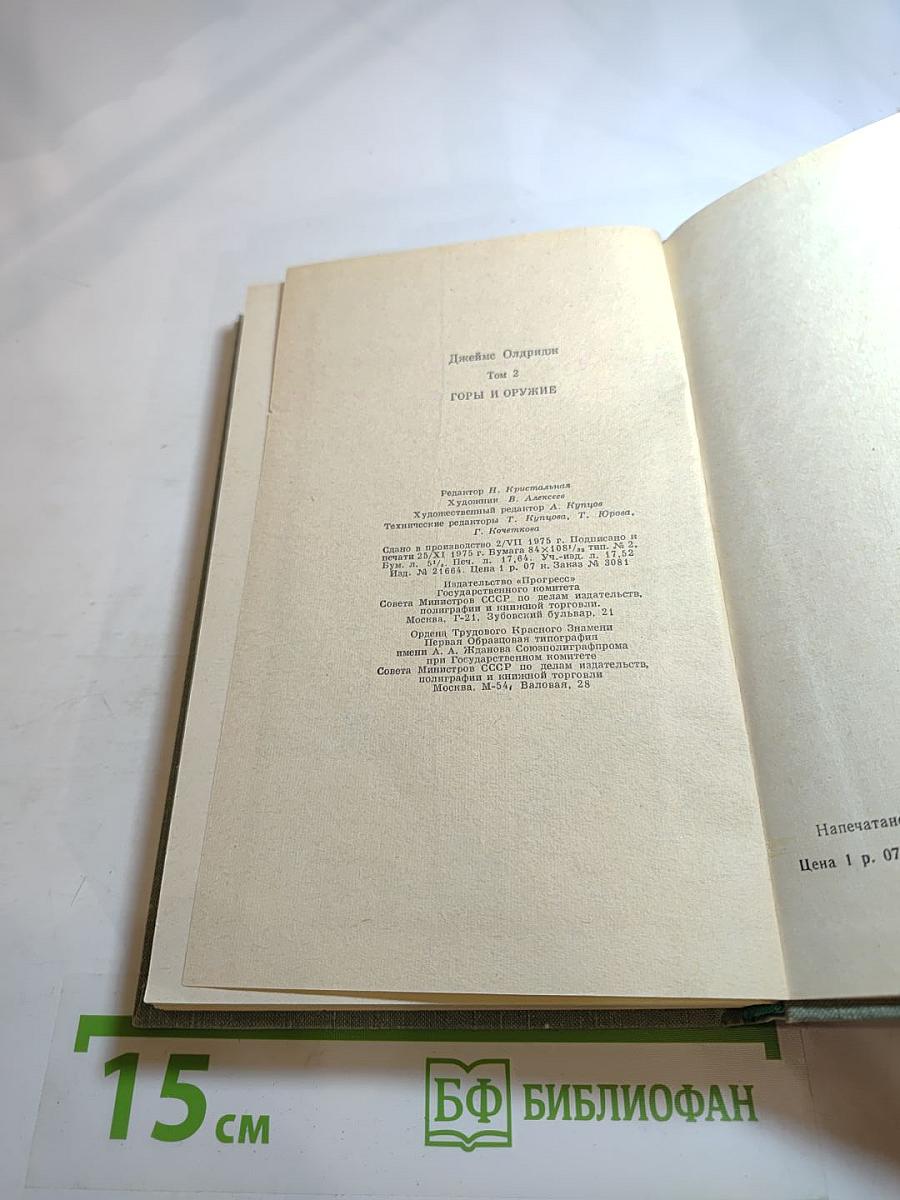 Джеймс Олдридж
Том 2
ГОРЫ И ОРУЖИЕ
Редактор Н. Кристальная
Художник В. Алексеев
Художественный редактор А. Купцов
Технические редакторы Т. Купцова, Т. Юрова,
Г. Кочеткова
Сдано в производство 2/VII 1975 г. Подписано к
печати 25/XI 1975 г. Бумага 84×108¹/₃₂ тип. № 2.
Бум. л. 5¹/₄. Печ. л. 17,64. Уч.-изд. л. 17,52
Изд. № 21664. Цена 1 р. 07 к. Заказ № 3081
Издательство «Прогресс»
Государственного комитета
Совета Министров СССР по делам издательств,
полиграфии и книжной торговли.
Москва, Г-21, Зубовский бульвар, 21
Ордена Трудового Красного Знамени
Первая Образцовая типография
имени А. А. Жданова Союзполиграфпрома
при Государственном комитете
Совета Министров СССР по делам издательств,
полиграфии и книжной торговли
Москва, М-54, Валовая, 28
Напечатано
Цена 1 р. 07
15 см
БФ БИБЛИОФАН